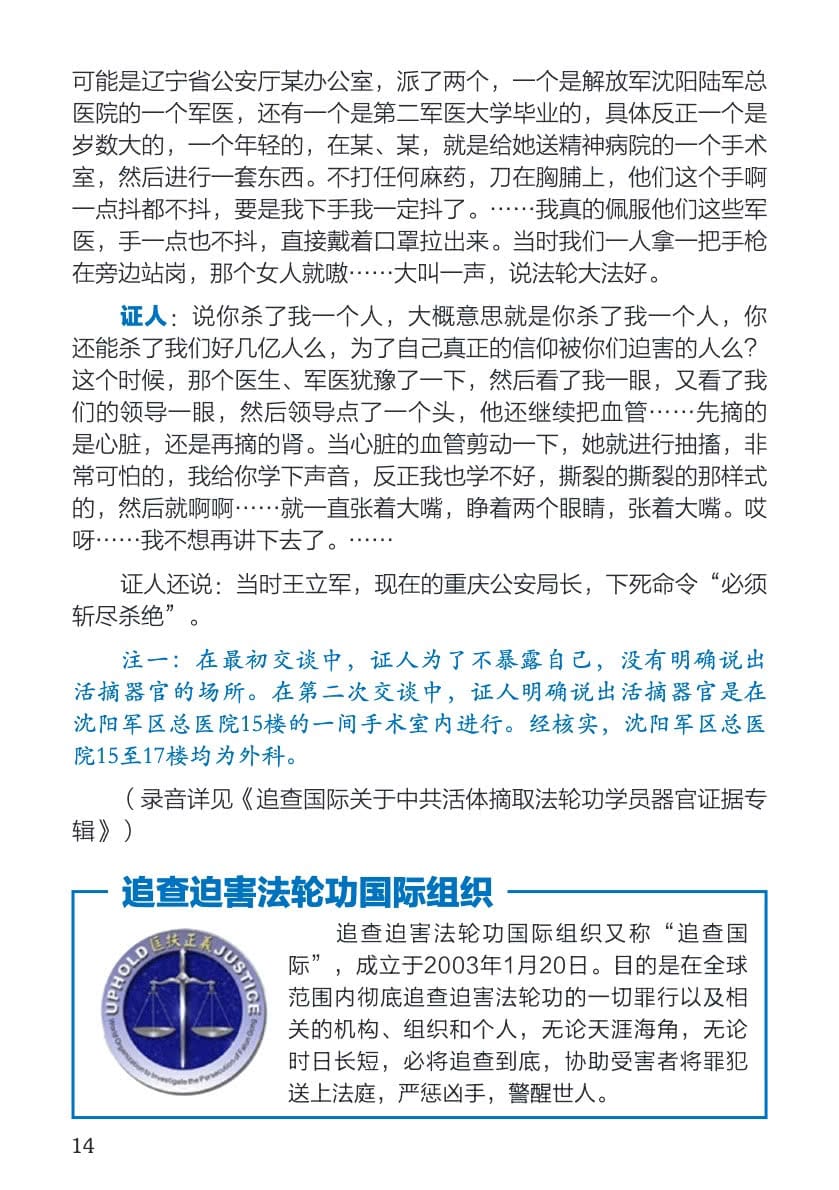 可能是辽宁省公安厅某办公室，派了两个，一个是解放军沈阳陆军总
医院的一个军医，还有一个是第二军医大学毕业的，具体反正一个是
岁数大的，一个年轻的，在某、某，就是给她送精神病院的一个手术
室，然后进行一套东西。不打任何麻药，刀在胸脯上，他们这个手啊
一点抖都不抖，要是我下手我一定抖了。……我真的佩服他们这些军
医，手一点也不抖，直接戴着口罩拉出来。当时我们一人拿一把手枪
在旁边站岗，那个女人就嗷……大叫一声，说法轮大法好。
证人：说你杀了我一个人，大概意思就是你杀了我一个人，你
还能杀了我们好几亿人么，为了自己真正的信仰被你们迫害的人么？
这个时候，那个医生、军医犹豫了一下，然后看了我一眼，又看了我
们的领导一眼，然后领导点了一个头，他还继续把血管……先摘的
是心脏，还是再摘的肾。当心脏的血管剪动一下，她就进行抽搐，非
常可怕的，我给你学下声音，反正我也学不好，撕裂的撕裂的那样式
的，然后就啊啊……就一直张着大嘴，睁着两个眼睛，张着大嘴。哎
呀……我不想再讲下去了。……
证人还说：当时王立军，现在的重庆公安局长，下死命令“必须
斩尽杀绝”。
注一：在最初交谈中，证人为了不暴露自己，没有明确说出
活摘器官的场所。在第二次交谈中，证人明确说出活摘器官是在
沈阳军区总医院15楼的一间手术室内进行。经核实，沈阳军区总医
院15至17楼均为外科。
（录音详见《追查国际关于中共活体摘取法轮功学员器官证据专
辑》）
追查迫害法轮功国际组织
匡扶正義
UPHOLD JUSTICE
World Organization to Investigate the Persecution of Falun Gong
追查迫害法轮功国际组织又称“追查国
际”，成立于2003年1月20日。目的是在全球
范围内彻底追查迫害法轮功的一切罪行以及相
关的机构、组织和个人，无论天涯海角，无论
时日长短，必将追查到底，协助受害者将罪犯
送上法庭，严惩凶手，警醒世人。
14